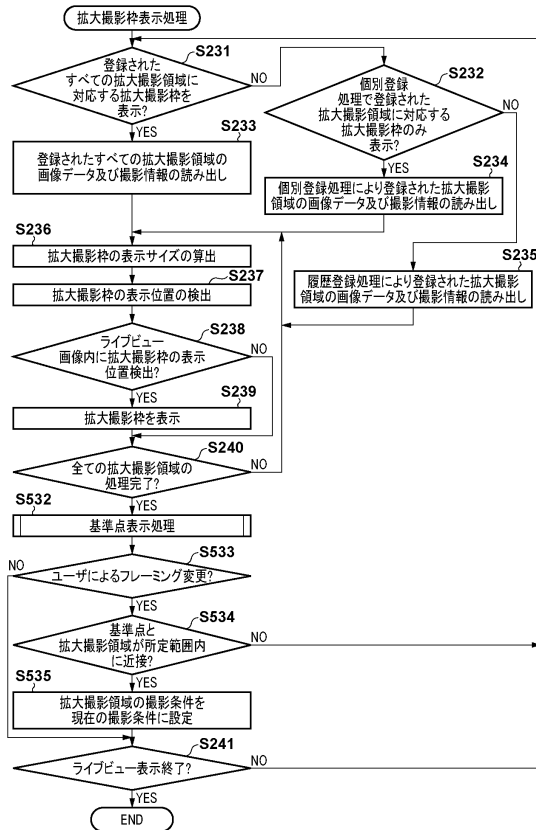 拡大撮影枠表示処理
S231
登録された
すべての拡大撮影領域に
対応する拡大撮影枠を
表示?
NO
YES
S232
個別登録
処理で登録された
拡大撮影領域に対応する
拡大撮影枠のみ
表示?
NO
YES
S233
登録されたすべての拡大撮影領域の
画像データ及び撮影情報の読み出し
S234
個別登録処理により登録された拡大撮影
領域の画像データ及び撮影情報の読み出し
S235
履歴登録処理により登録された拡大撮影
領域の画像データ及び撮影情報の読み出し
S236
拡大撮影枠の表示サイズの算出
S237
拡大撮影枠の表示位置の検出
S238
ライブビュー
画像内に拡大撮影枠の表示
位置検出?
NO
YES
S239
拡大撮影枠を表示
S240
全ての拡大撮影領域の
処理完了?
NO
YES
S532
基準点表示処理
S533
ユーザによるフレーミング変更?
NO
YES
S534
基準点と
拡大撮影領域が所定範囲内
に近接?
NO
YES
S535
拡大撮影領域の撮影条件を
現在の撮影条件に設定
S241
ライブビュー表示終了?
NO
YES
END